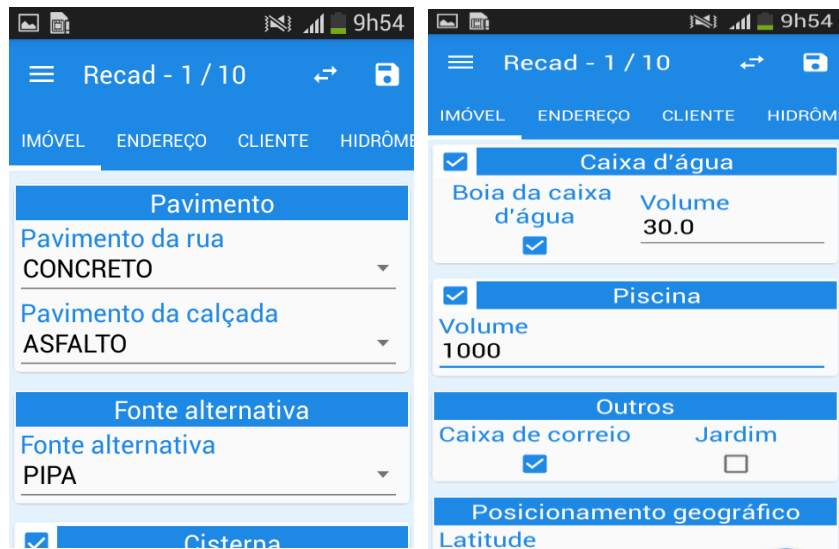 9h54
Recad - 1 / 10
IMÓVEL ENDEREÇO CLIENTE HIDRÔME
Pavimento
Pavimento da rua
CONCRETO
Pavimento da calçada
ASFALTO
Fonte alternativa
Fonte alternativa
PIPA
Cisterna
9h54
Recad - 1 / 10
IMÓVEL ENDEREÇO CLIENTE HIDRÔM
Caixa d'água
Boia da caixa
d'água
Volume
30.0
Piscina
Volume
1000
Outros
Caixa de correio Jardim
Posicionamento geográfico
Latitude